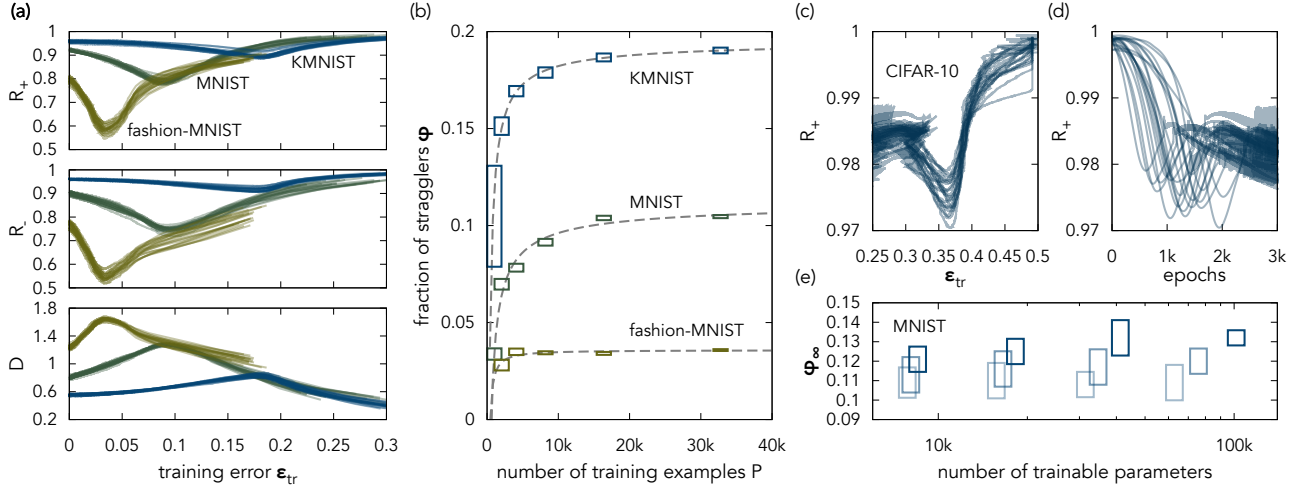 (a)
1
0.9
0.8
0.7
0.6
0.5
R+
KMNIST
MNIST
fashion-MNIST
1
0.9
0.8
0.7
0.6
0.5
R-
1.8
1.4
1
0.6
0.2
D
0 0.05 0.1 0.15 0.2 0.25 0.3
training error εtr
(b)
0.2
0.15
0.1
0.05
0
fraction of stragglers φ
KMNIST
MNIST
fashion-MNIST
0 10k 20k 30k 40k
number of training examples P
(c)
1
0.99
0.98
0.97
R+
CIFAR-10
0.25 0.3 0.35 0.4 0.45 0.5
εtr
(d)
1
0.99
0.98
0.97
R+
0 1k 2k 3k
epochs
(e)
0.15
0.14
0.13
0.12
0.11
0.1
0.09
φ∞
MNIST
10k 100k
number of trainable parameters